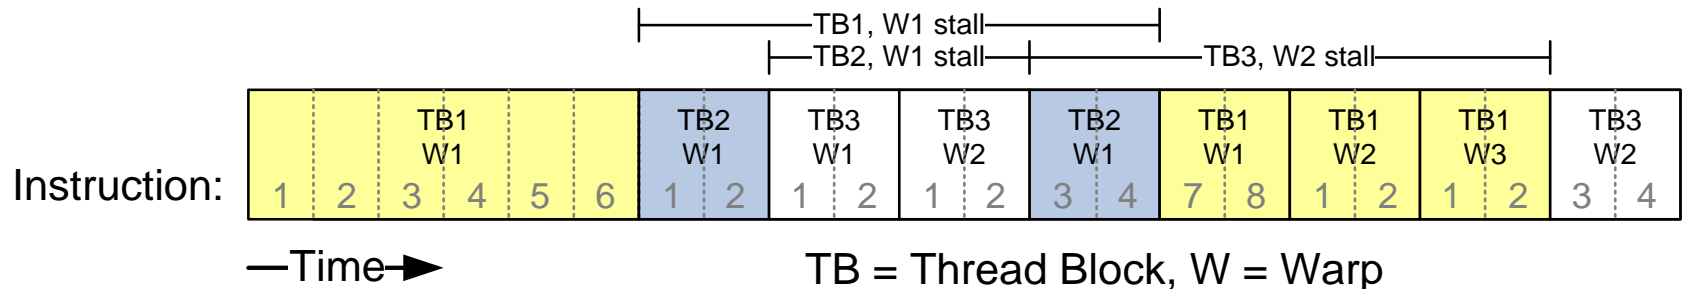 TB1, W1 stall
TB2, W1 stall TB3, W2 stall
TB1 TB2 TB3 TB3 TB2 TB1 TB1 TB1 TB3
W1 W1 W1 W2 W1 W1 W2 W3 W2
Instruction: 1 2 3 4 5 6 1 2 1 2 1 2 3 4 7 8 1 2 1 2 3 4
Time TB = Thread Block, W = Warp